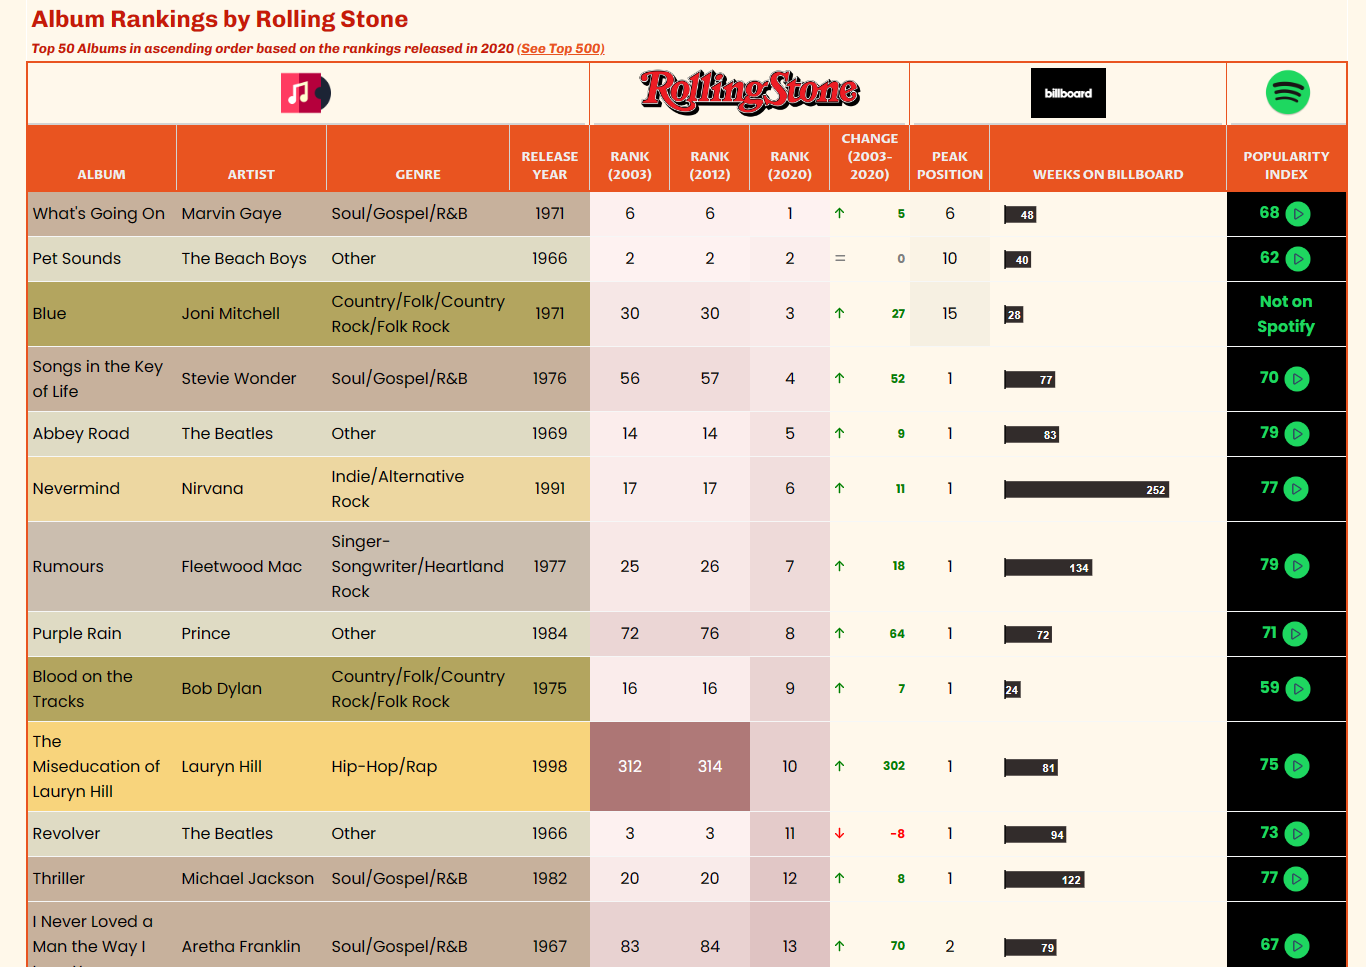 Album Rankings by Rolling Stone
Top 50 Albums in ascending order based on the rankings released in 2020 (See Top 500)
RollingStone
billboard
ALBUM ARTIST GENRE RELEASE YEAR RANK (2003) RANK (2012) RANK (2020) CHANGE (2003-2020) PEAK POSITION WEEKS ON BILLBOARD POPULARITY INDEX
What's Going On Marvin Gaye Soul/Gospel/R&B 1971 6 6 1 ↑ 5 6 48 68
Pet Sounds The Beach Boys Other 1966 2 2 2 = 0 10 40 62
Blue Joni Mitchell Country/Folk/Country Rock/Folk Rock 1971 30 30 3 ↑ 27 15 28 Not on Spotify
Songs in the Key of Life Stevie Wonder Soul/Gospel/R&B 1976 56 57 4 ↑ 52 1 77 70
Abbey Road The Beatles Other 1969 14 14 5 ↑ 9 1 83 79
Nevermind Nirvana Indie/Alternative Rock 1991 17 17 6 ↑ 11 1 252 77
Rumours Fleetwood Mac Singer-Songwriter/Heartland Rock 1977 25 26 7 ↑ 18 1 134 79
Purple Rain Prince Other 1984 72 76 8 ↑ 64 1 72 71
Blood on the Tracks Bob Dylan Country/Folk/Country Rock/Folk Rock 1975 16 16 9 ↑ 7 1 24 59
The Miseducation of Lauryn Hill Lauryn Hill Hip-Hop/Rap 1998 312 314 10 ↑ 302 1 81 75
Revolver The Beatles Other 1966 3 3 11 ↓ -8 1 94 73
Thriller Michael Jackson Soul/Gospel/R&B 1982 20 20 12 ↑ 8 1 122 77
I Never Loved a Man the Way I Aretha Franklin Soul/Gospel/R&B 1967 83 84 13 ↑ 70 2 79 67